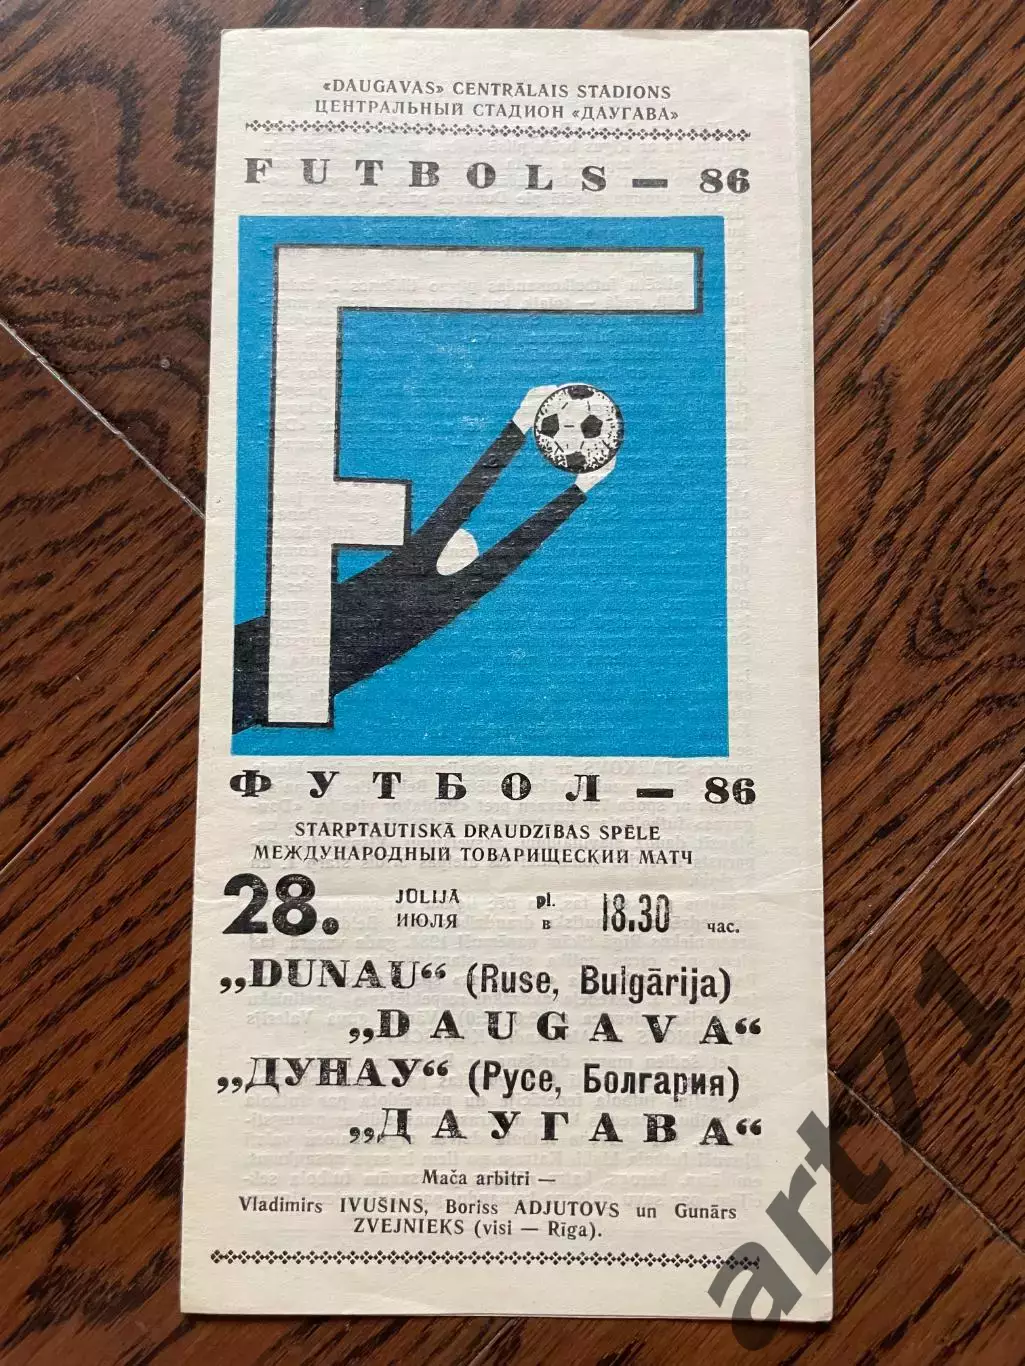 «DAUGAVAS» CENTRĀLAIS STADIONS
ЦЕНТРАЛЬНЫЙ СТАДИОН «ДАУГАВА»
FUTBOLS — 86
F
ФУТБОЛ — 86
STARPTAUTISKĀ DRAUDZĪBAS SPĒLE
МЕЖДУНАРОДНЫЙ ТОВАРИЩЕСКИЙ МАТЧ
28. JŪLIJĀ pl. 18.30
ИЮЛЯ в час.
„DUNAU“ (Ruse, Bulgārija)
„DAUGAVA“
„ДУНАУ“ (Русе, Болгария)
„ДАУГАВА“
Mača arbitri —
Vladimirs IVUŠINS, Boriss ADJUTOVS un Gunārs
ZVEJNIEKS (visi — Rīga).
art71